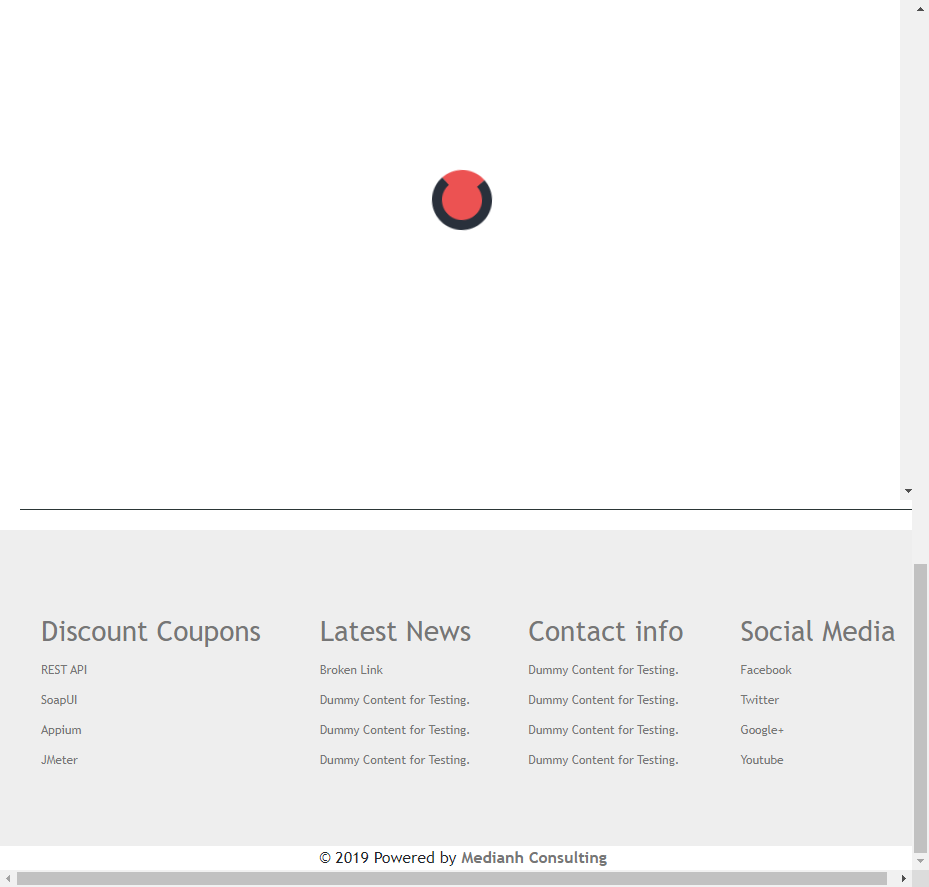 Discount Coupons
REST API
SoapUI
Appium
JMeter
Latest News
Broken Link
Dummy Content for Testing.
Dummy Content for Testing.
Dummy Content for Testing.
Contact info
Dummy Content for Testing.
Dummy Content for Testing.
Dummy Content for Testing.
Dummy Content for Testing.
Social Media
Facebook
Twitter
Google+
Youtube
© 2019 Powered by Medianh Consulting